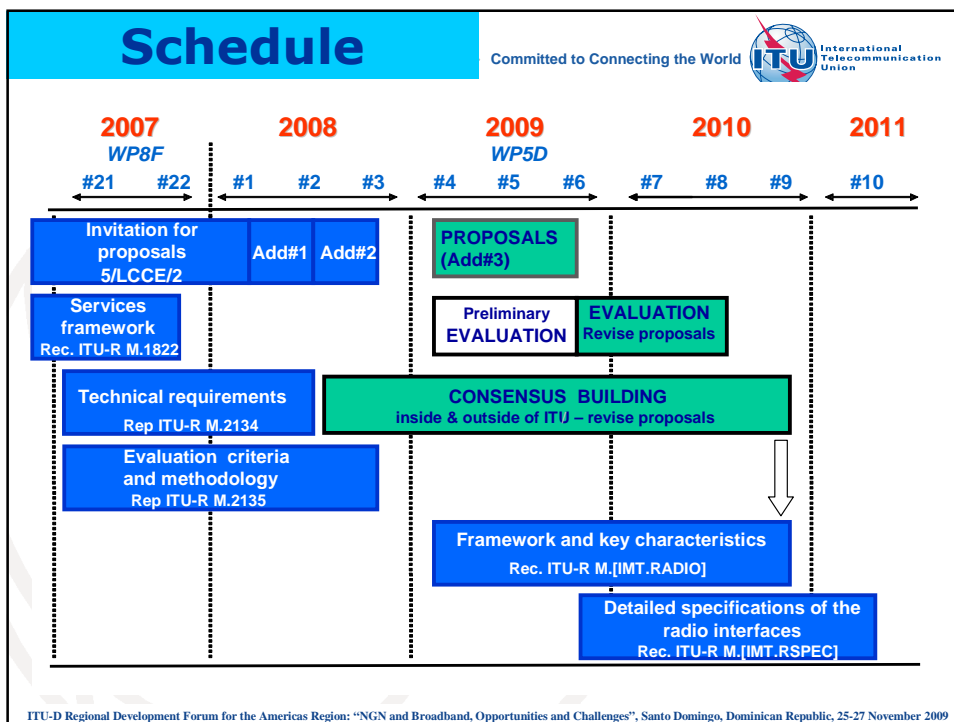 Schedule
Committed to Connecting the World
International
Telecommunication
Union
2007
2008
2009
2010
2011
WP8F
WP5D
#21 #22 #1 #2 #3 #4 #5 #6 #7 #8 #9 #10
Invitation for
proposals
5/LCCE/2
Add#1
Add#2
PROPOSALS
(Add#3)
Services
framework
Rec. ITU-R M.1822
Preliminary
EVALUATION
EVALUATION
Revise proposals
Technical requirements
Rep ITU-R M.2134
CONSENSUS BUILDING
inside & outside of ITU – revise proposals
Evaluation criteria
and methodology
Rep ITU-R M.2135
Framework and key characteristics
Rec. ITU-R M.[IMT.RADIO]
Detailed specifications of the
radio interfaces
Rec. ITU-R M.[IMT.RSPEC]
ITU-D Regional Development Forum for the Americas Region: “NGN and Broadband, Opportunities and Challenges”, Santo Domingo, Dominican Republic, 25-27 November 2009